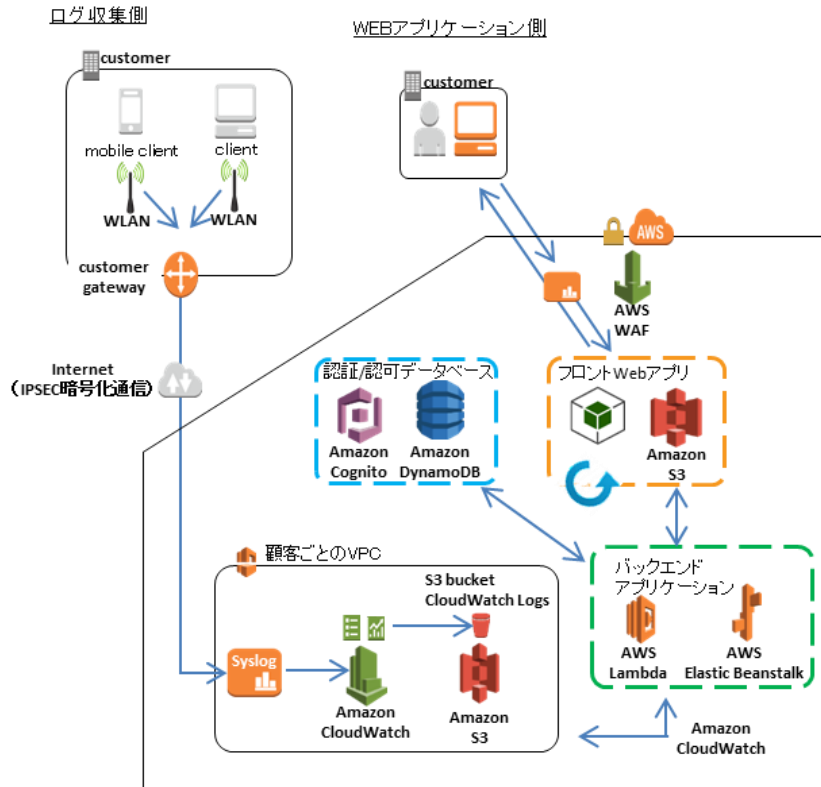 ログ収集側
WEBアプリケーション側
customer
mobile client
client
WLAN
WLAN
customer
gateway
Internet
（IPSEC暗号化通信）
customer
AWS
AWS
WAF
認証/認可データベース
Amazon
Cognito
Amazon
DynamoDB
フロントWebアプリ
Amazon
S3
顧客ごとのVPC
S3 bucket
CloudWatch Logs
Syslog
Amazon
CloudWatch
Amazon
S3
バックエンド
アプリケーション
AWS
Lambda
AWS
Elastic Beanstalk
Amazon
CloudWatch